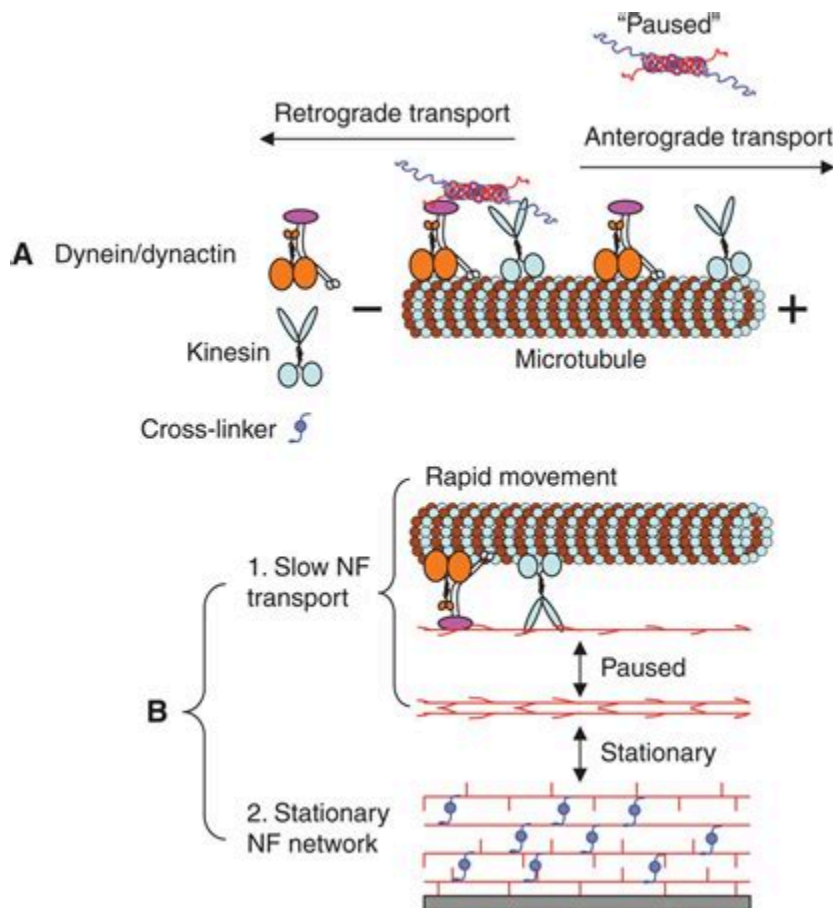 "Paused"
Retrograde transport
Anterograde transport
A
Dynein/dynactin
−
+
Kinesin
Microtubule
Cross-linker
Rapid movement
1. Slow NF
transport
Paused
B
Stationary
2. Stationary
NF network